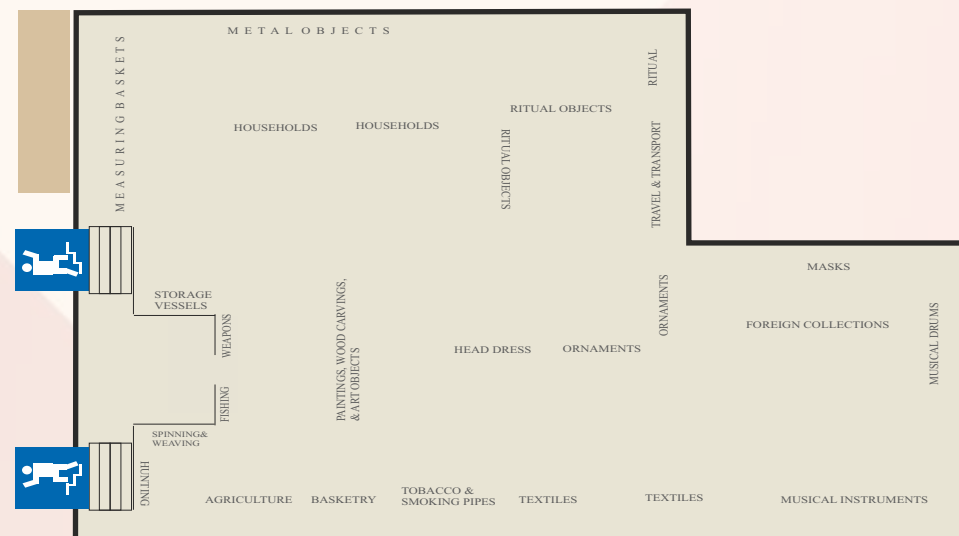 METAL OBJECTS
MEASURING BASKETS
RITUAL
RITUAL OBJECTS
HOUSEHOLDS
HOUSEHOLDS
RITUAL OBJECTS
TRAVEL & TRANSPORT
MASKS
STORAGE
VESSELS
WEAPONS
PAINTINGS, WOOD CARVINGS,
& ART OBJECTS
ORNAMENTS
FOREIGN COLLECTIONS
MUSICAL DRUMS
HEAD DRESS
ORNAMENTS
FISHING
SPINNING&
WEAVING
HUNTING
AGRICULTURE
BASKETRY
TOBACCO &
SMOKING PIPES
TEXTILES
TEXTILES
MUSICAL INSTRUMENTS